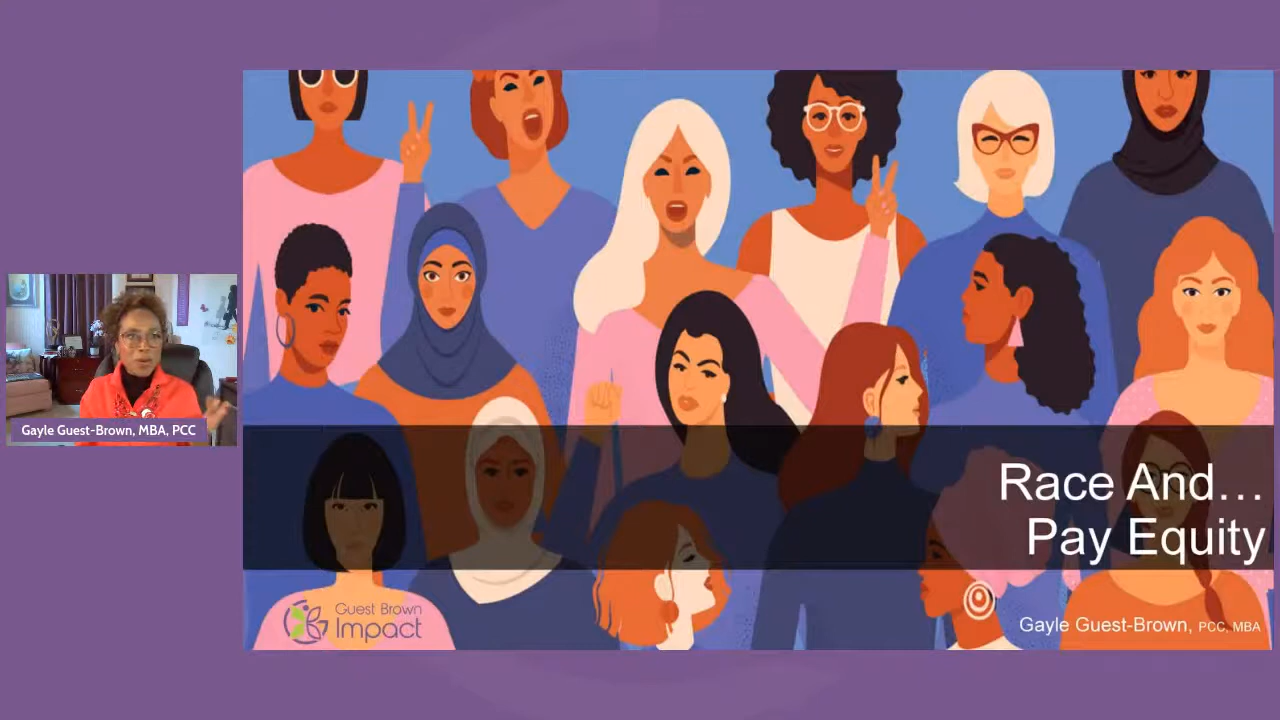 Gayle Guest-Brown, MBA, PCC
Race And…
Pay Equity
Guest Brown
Impact
Gayle Guest-Brown, PCC, MBA